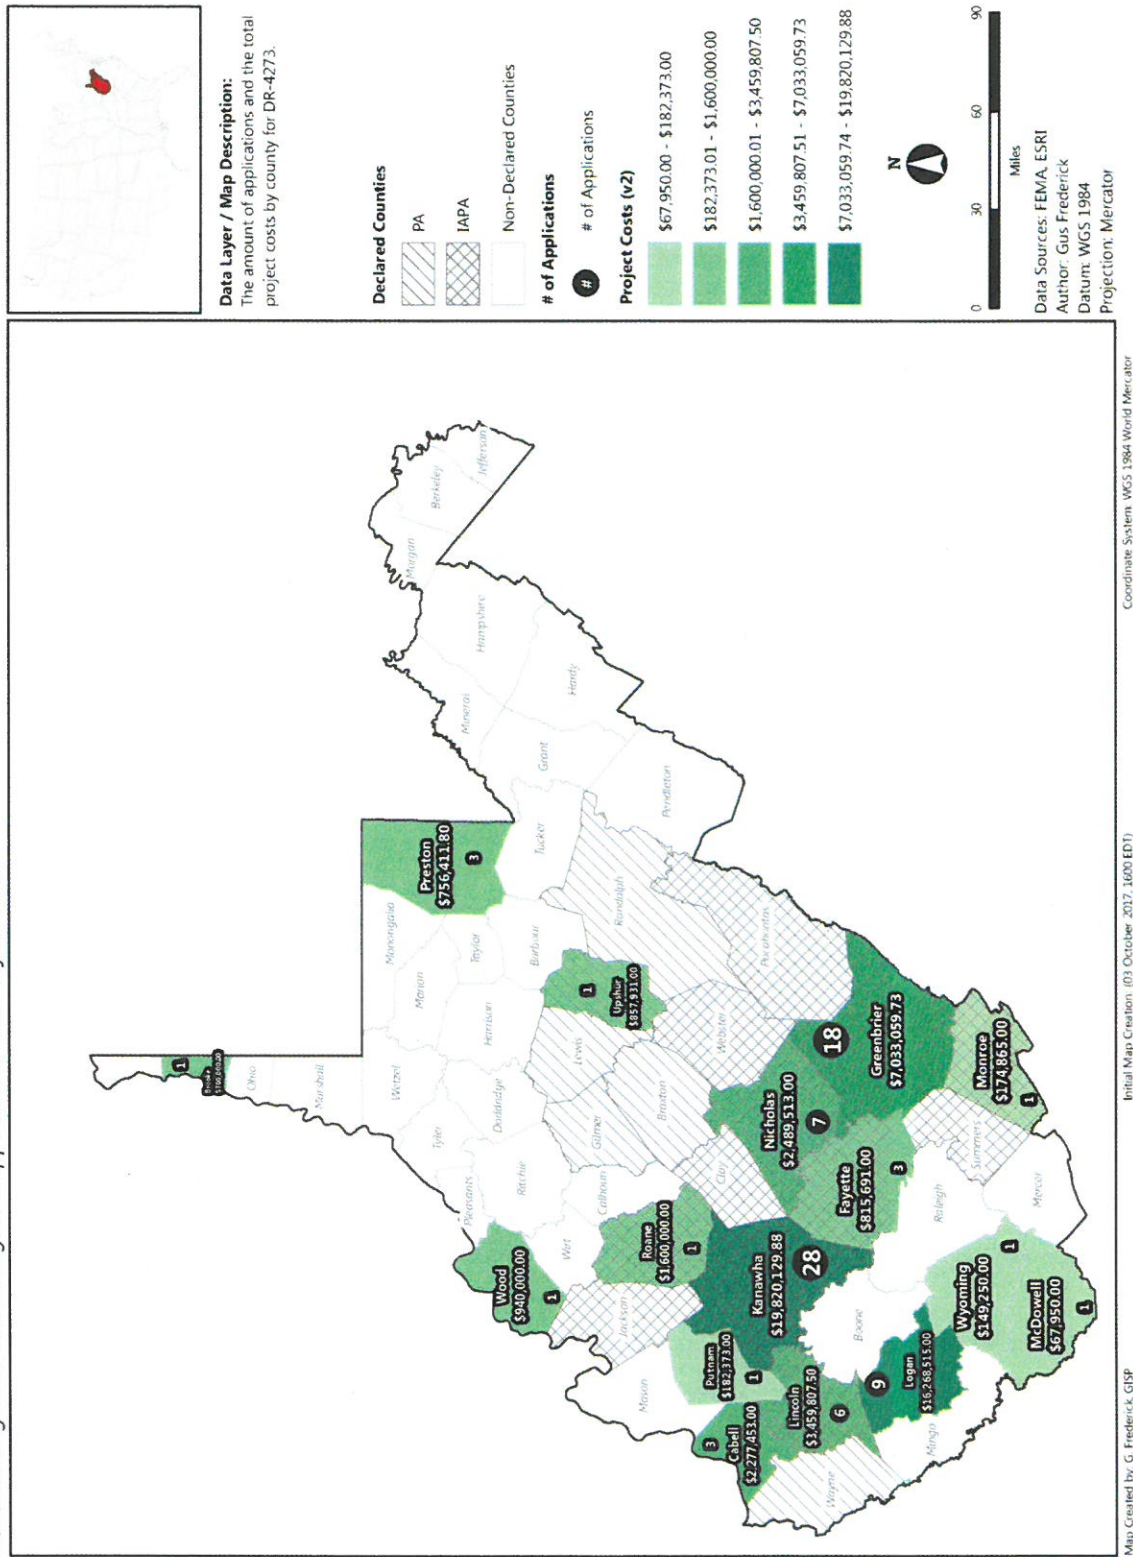 Data Layer / Map Description:
The amount of applications and the total
project costs by county for DR-4273.
Declared Counties
PA
IAPA
Non-Declared Counties
# of Applications
# # of Applications
Project Costs (v2)
$67,950.00 - $182,373.00
$182,373.01 - $1,600,000.00
$1,600,000.01 - $3,459,807.50
$3,459,807.51 - $7,033,059.73
$7,033,059.74 - $19,820,129.88
N
0 30 60 90
Miles
Data Sources: FEMA, ESRI
Author: Gus Frederick
Datum: WGS 1984
Projection: Mercator
1
Ohio
Marshall
Wetzel
Monongalia
Marion
Preston
$756,411.80
3
Tyler
Pleasants
Doddridge
Harrison
Taylor
Barbour
Tucker
Ritchie
Wood
$940,000.00
1
Wirt
Calhoun
Gilmer
Lewis
Upshur
$857,931.00
1
Randolph
Grant
Mineral
Hampshire
Morgan
Berkeley
Jefferson
Hardy
Pendleton
Jackson
Roane
$1,600,000.00
1
Braxton
Webster
Pocahontas
Clay
Mason
Putnam
$182,373.00
1
Kanawha
$19,820,129.88
28
Nicholas
$2,489,513.00
7
18
Greenbrier
$7,033,059.73
Cabell
$2,277,453.00
3
Lincoln
$3,459,807.50
6
Fayette
$815,691.00
3
Wayne
Boone
9
Logan
$16,268,515.00
Mingo
Raleigh
Summers
Monroe
$174,865.00
1
Wyoming
$149,250.00
1
Mercer
McDowell
$67,950.00
1
Map Created by: G. Frederick, GISP
Initial Map Creation: (03 October 2017, 1600 EDT)
Coordinate System: WGS 1984 World Mercator